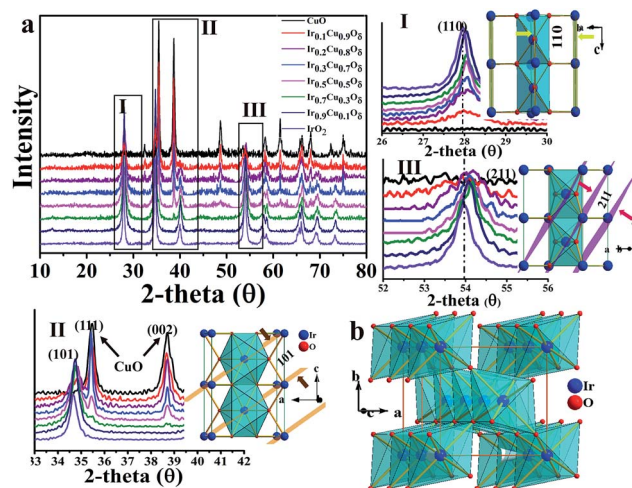 a
II
I
III
CuO
Ir0.1Cu0.9Oδ
Ir0.2Cu0.8Oδ
Ir0.3Cu0.7Oδ
Ir0.5Cu0.5Oδ
Ir0.7Cu0.3Oδ
Ir0.9Cu0.1Oδ
IrO2
Intensity
10 20 30 40 50 60 70 80
2-theta (θ)
I
(110)
110
a
c
26 27 28 29 30
2-theta (θ)
III
(211)
211
a b
52 53 54 55 56
2-theta (θ)
II
(111)
(002)
(101)
CuO
Ir
O
101
c
a
33 34 35 36 37 38 39 40 41 42
2-theta (θ)
b
b
c a
Ir
O